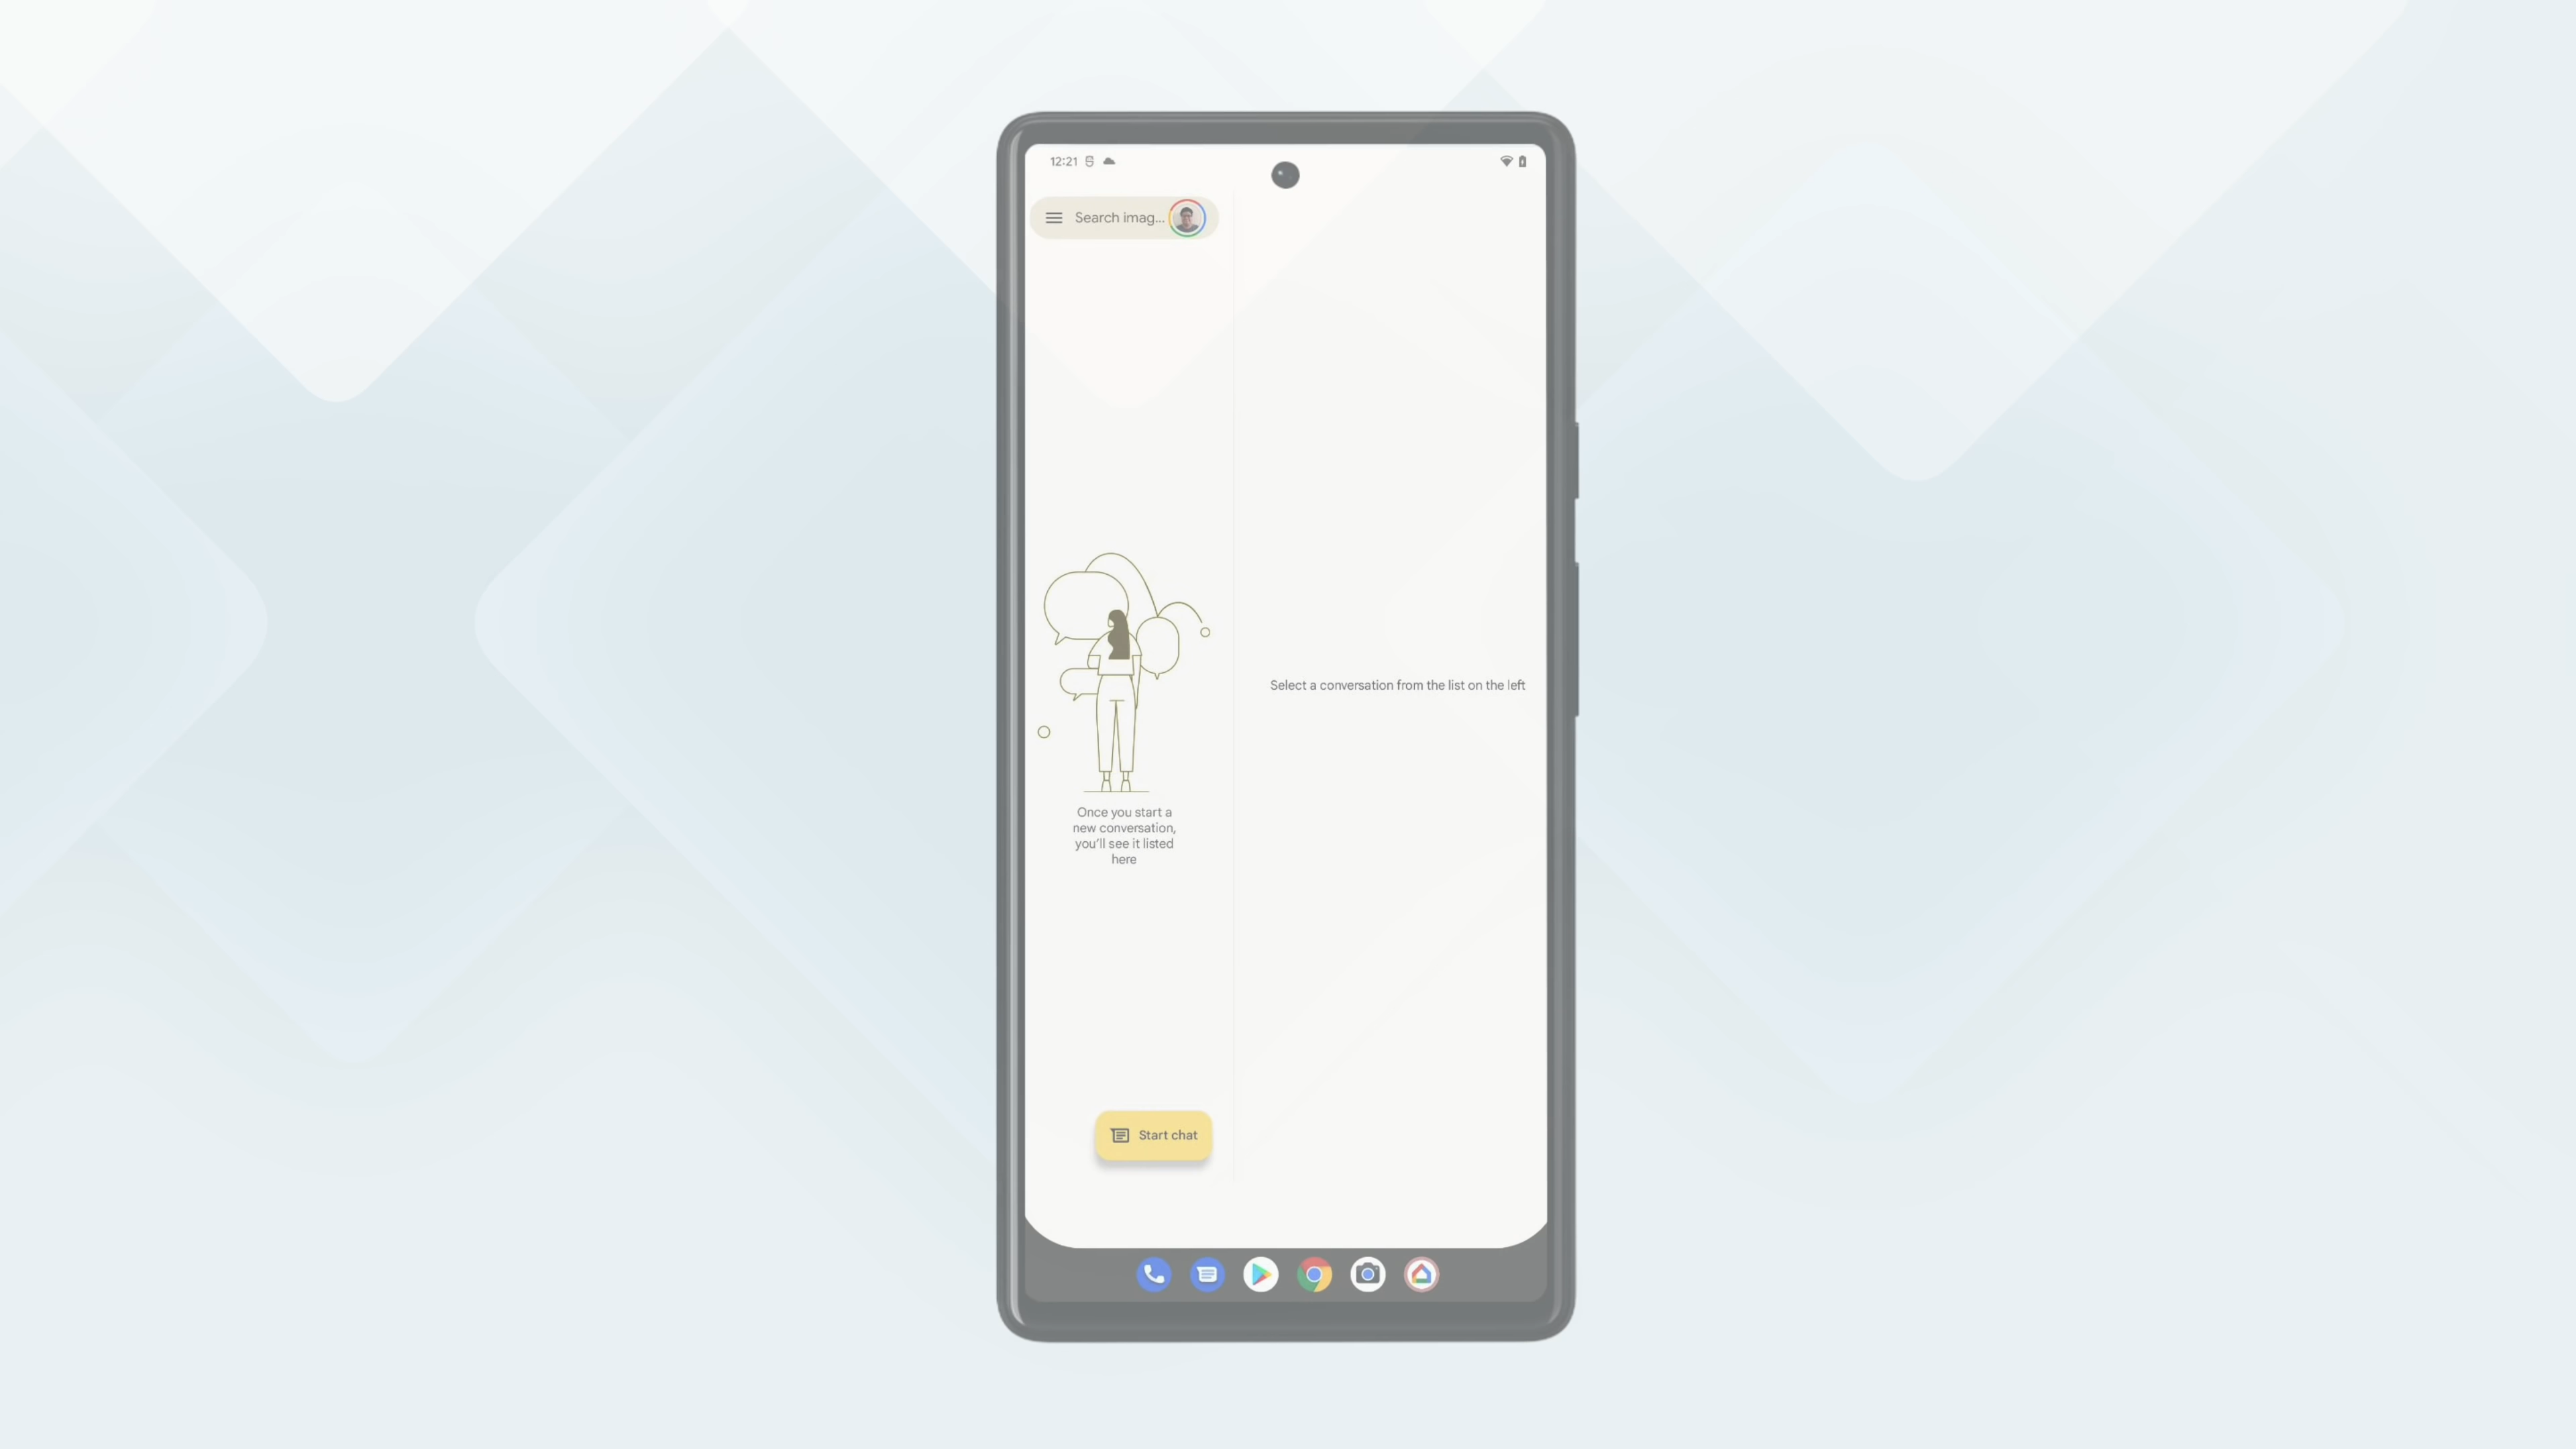 12:21
Search imag...
Select a conversation from the list on the left
Once you start a
new conversation,
you'll see it listed
here
Start chat